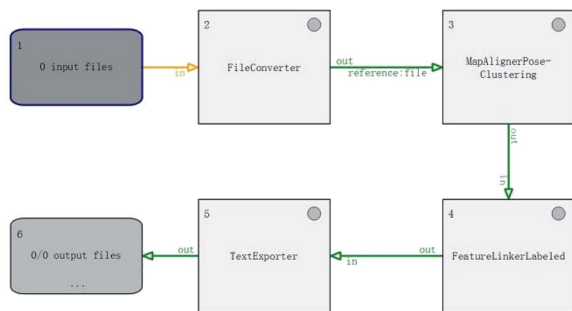 1
0 input files
in
2
FileConverter
out
reference:file
3
MapAlignerPose-
Clustering
out
in
4
FeatureLinkerLabeled
out
in
5
TextExporter
out
6
0/0 output files
...